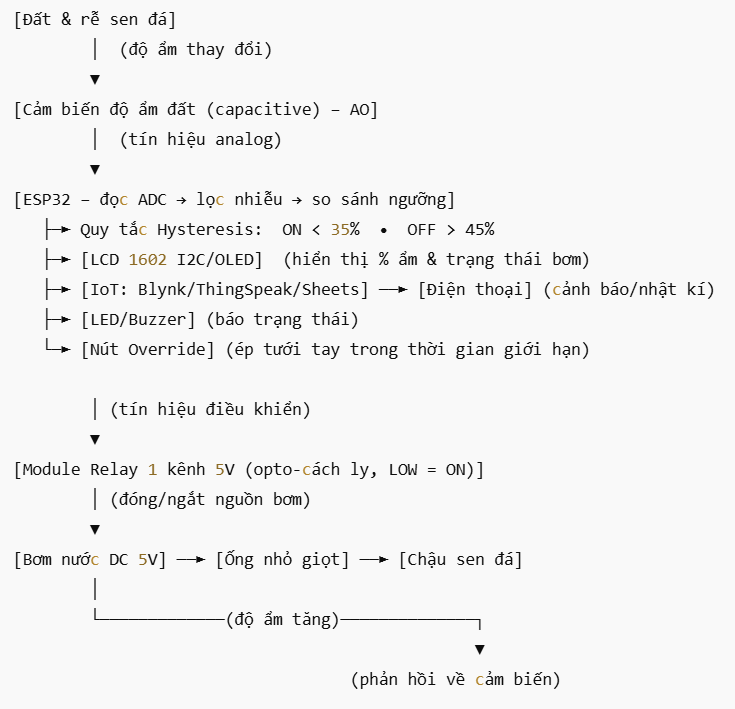 [Đất & rễ sen đá]
│ (độ ẩm thay đổi)
▼
[Cảm biến độ ẩm đất (capacitive) – AO]
│ (tín hiệu analog)
▼
[ESP32 – đọc ADC → lọc nhiễu → so sánh ngưỡng]
├─► Quy tắc Hysteresis: ON < 35% • OFF > 45%
├─► [LCD 1602 I2C/OLED] (hiển thị % ẩm & trạng thái bơm)
├─► [IoT: Blynk/ThingSpeak/Sheets] ──► [Điện thoại] (cảnh báo/nhật kí)
├─► [LED/Buzzer] (báo trạng thái)
└─► [Nút Override] (ép tưới tay trong thời gian giới hạn)
│ (tín hiệu điều khiển)
▼
[Module Relay 1 kênh 5V (opto-cách ly, LOW = ON)]
│ (đóng/ngắt nguồn bơm)
▼
[Bơm nước DC 5V] ──► [Ống nhỏ giọt] ──► [Chậu sen đá]
│
└─────────────(độ ẩm tăng)──────────────┐
▼
(phản hồi về cảm biến)